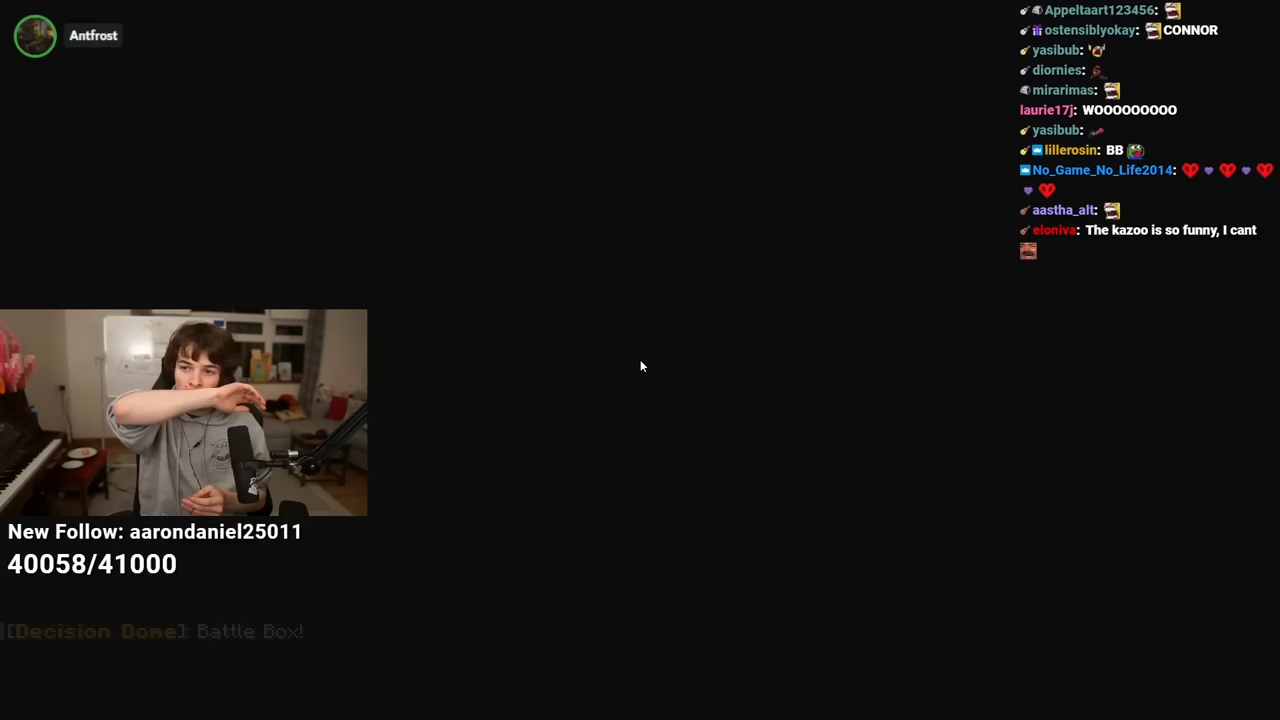 Antfrost
Appeltaart123456:
ostensiblyokay: CONNOR
yasibub:
diornies:
mirarimas:
laurie17j: WOOOOOOOOO
yasibub:
lillerosin: BB
No_Game_No_Life2014:
aastha_alt:
eloniva: The kazoo is so funny, I cant
New Follow: aarondaniel25011
40058/41000
[Decision Dome]: Battle Box!